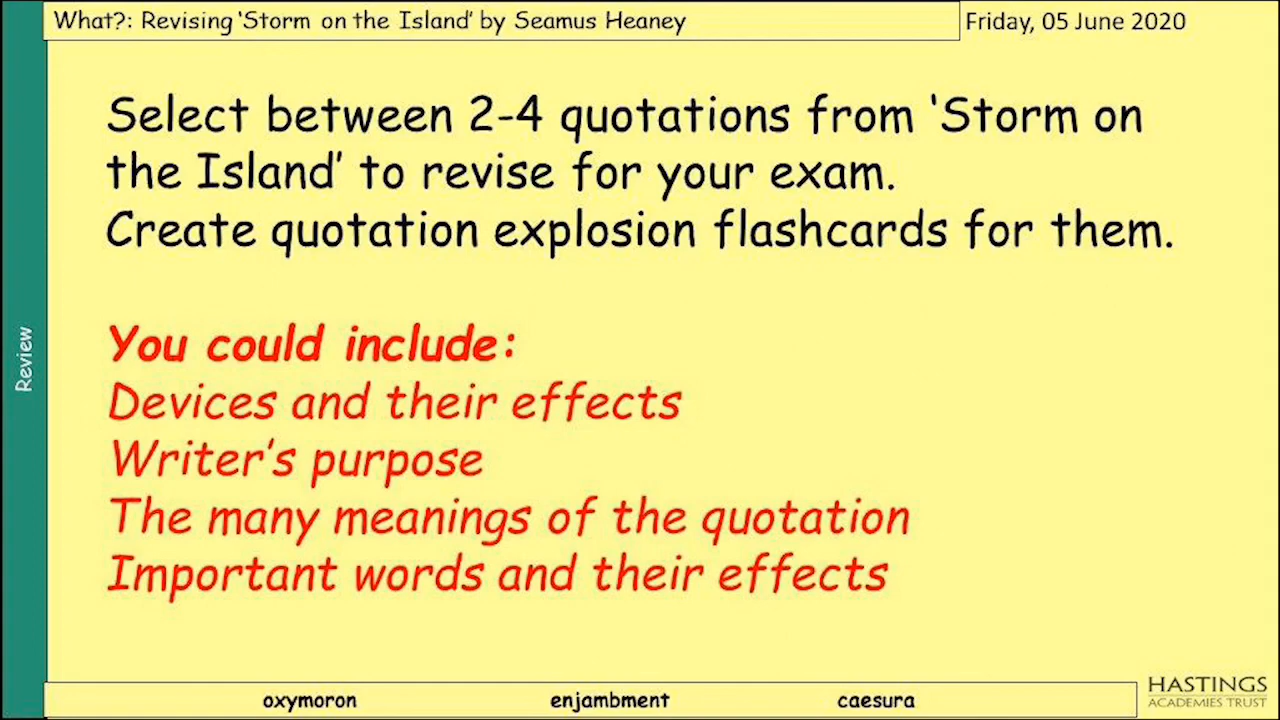 What?: Revising ‘Storm on the Island’ by Seamus Heaney
Friday, 05 June 2020
Select between 2-4 quotations from ‘Storm on
the Island’ to revise for your exam.
Create quotation explosion flashcards for them.
You could include:
Devices and their effects
Writer’s purpose
The many meanings of the quotation
Important words and their effects
Review
oxymoron enjambment caesura
HASTINGS
ACADEMIES TRUST